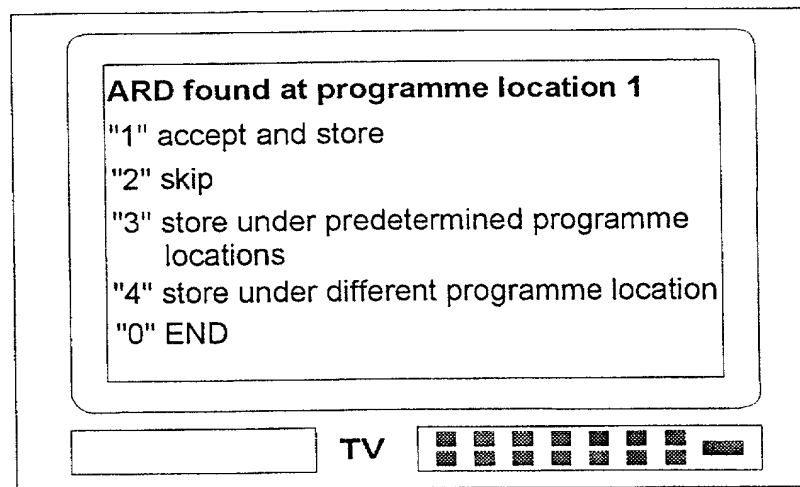 ARD found at programme location 1
"1" accept and store
"2" skip
"3" store under predetermined programme
locations
"4" store under different programme location
"0" END
TV